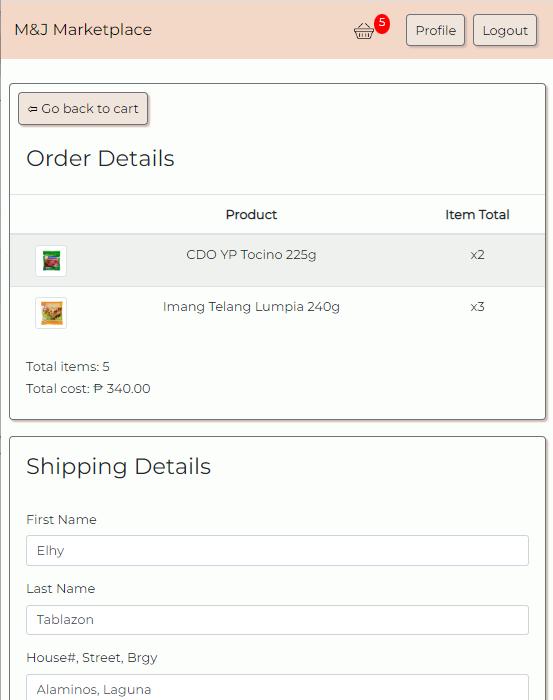 M&J Marketplace
5
Profile
Logout
⇦ Go back to cart
Order Details
Product Item Total
CDO YP Tocino 225g x2
Imang Telang Lumpia 240g x3
Total items: 5
Total cost: ₱ 340.00
Shipping Details
First Name
Elhy
Last Name
Tablazon
House#, Street, Brgy
Alaminos, Laguna